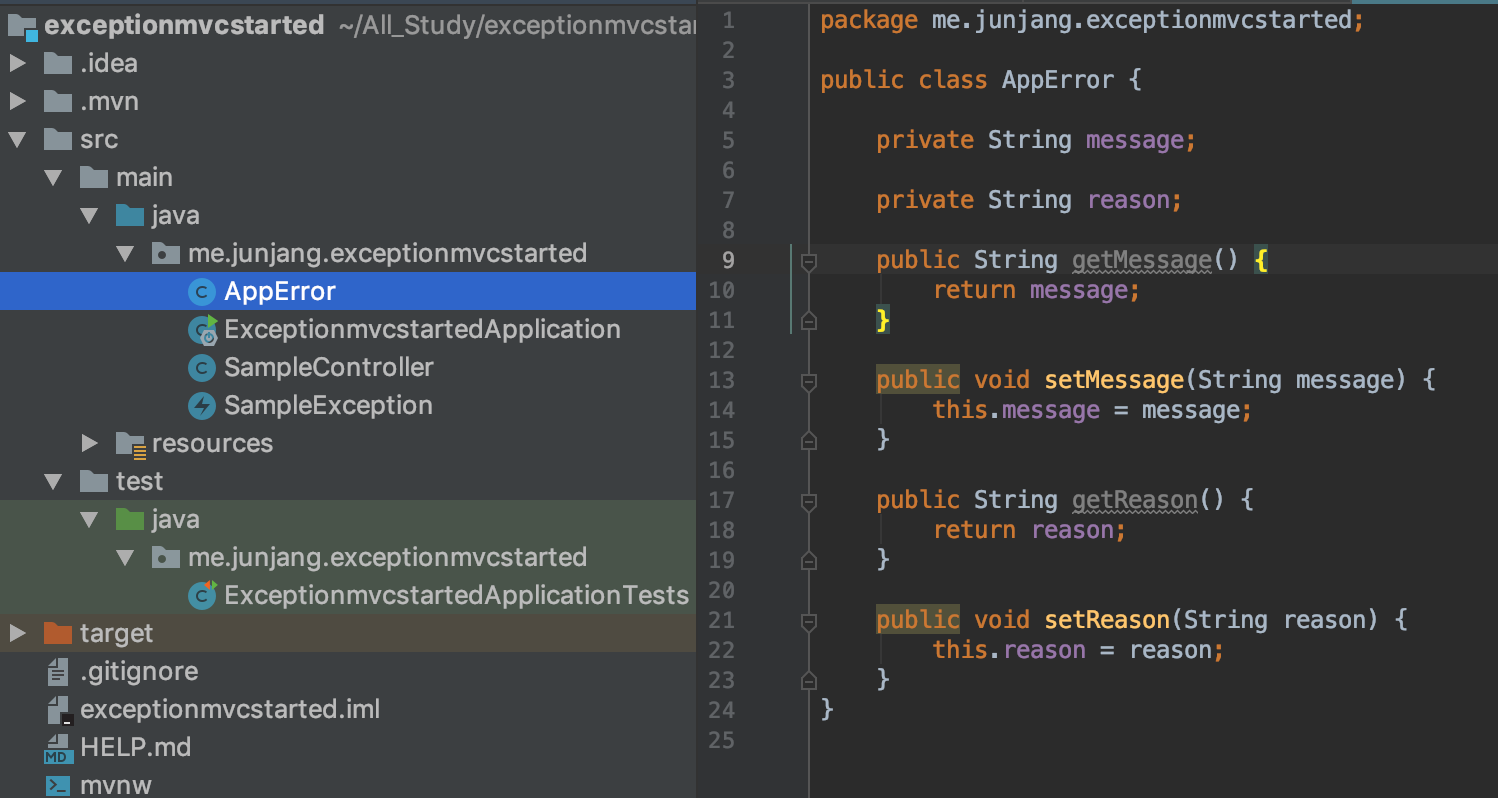 exceptionmvcstarted ~/All_Study/exceptionmvcsta
.idea
.mvn
src
main
java
me.junjang.exceptionmvcstarted
AppError
ExceptionmvcstartedApplication
SampleController
SampleException
resources
test
java
me.junjang.exceptionmvcstarted
ExceptionmvcstartedApplicationTests
target
.gitignore
exceptionmvcstarted.iml
MD HELP.md
mvnw
1 package me.junjang.exceptionmvcstarted;
2
3 public class AppError {
4
5 private String message;
6
7 private String reason;
8
9 public String getMessage() {
10 return message;
11 }
12
13 public void setMessage(String message) {
14 this.message = message;
15 }
16
17 public String getReason() {
18 return reason;
19 }
20
21 public void setReason(String reason) {
22 this.reason = reason;
23 }
24 }
25